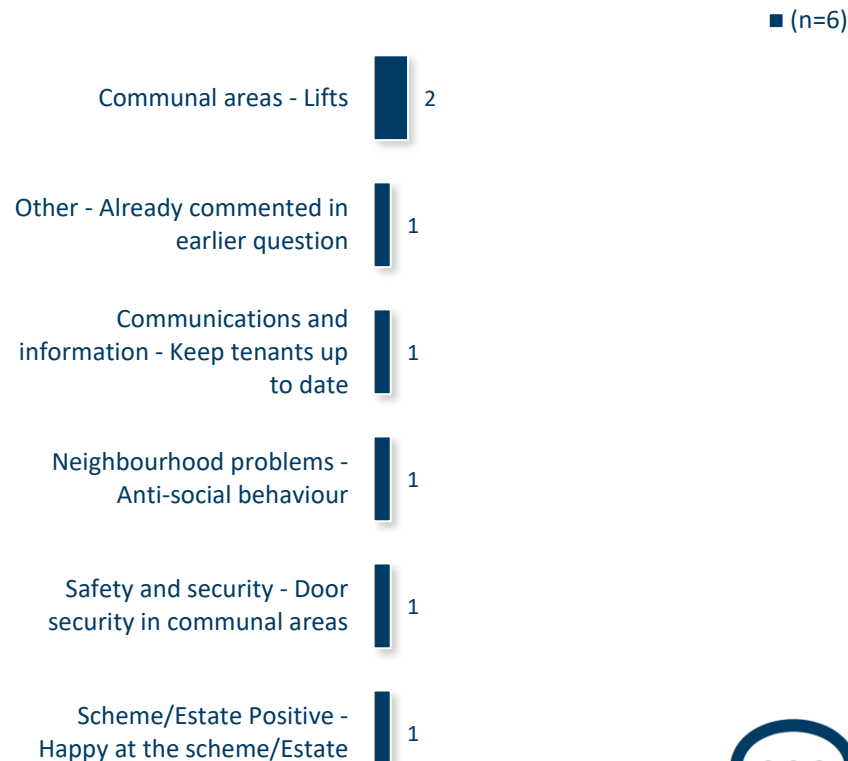 (n=6)
Communal areas - Lifts
2
Other - Already commented in
earlier question
1
Communications and
information - Keep tenants up
to date
1
Neighbourhood problems -
Anti-social behaviour
1
Safety and security - Door
security in communal areas
1
Scheme/Estate Positive -
Happy at the scheme/Estate
1